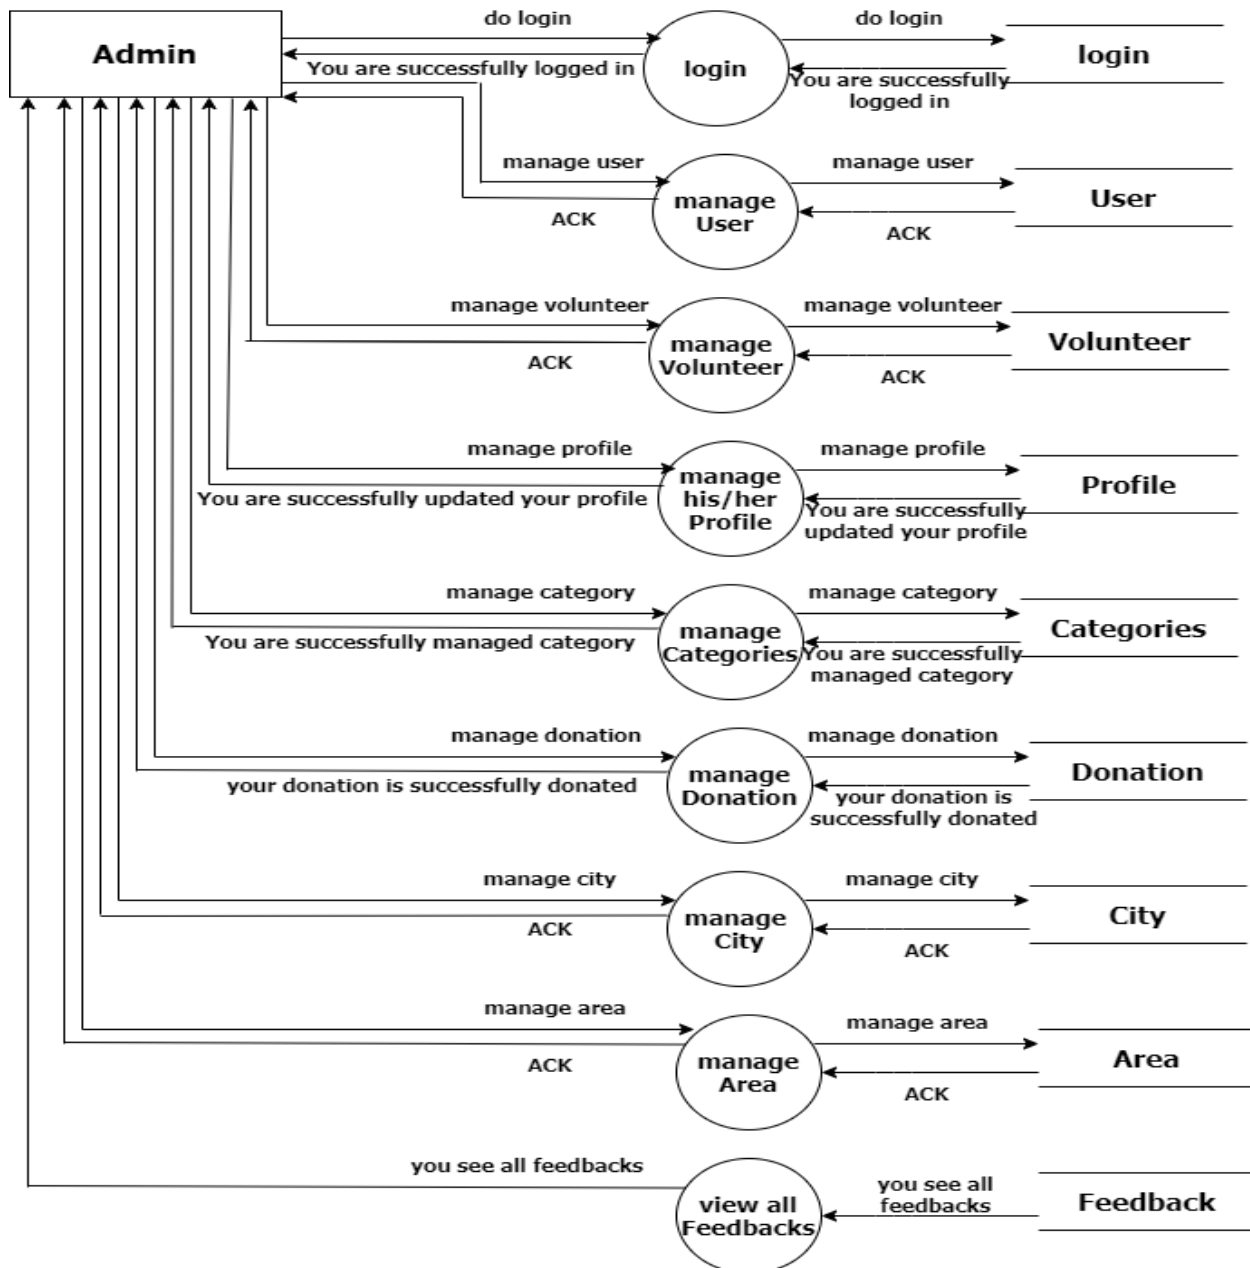 Admin
do login
do login
You are successfully logged in
login
You are successfully
logged in
login
manage user
manage user
ACK
manage
User
ACK
User
manage volunteer
manage volunteer
ACK
manage
Volunteer
ACK
Volunteer
manage profile
manage profile
You are successfully updated your profile
manage
his/her
Profile
You are successfully
updated your profile
Profile
manage category
manage category
You are successfully managed category
manage
Categories
You are successfully
managed category
Categories
manage donation
manage donation
your donation is successfully donated
manage
Donation
your donation is
successfully donated
Donation
manage city
manage city
ACK
manage
City
ACK
City
manage area
manage area
ACK
manage
Area
ACK
Area
you see all feedbacks
view all
Feedbacks
you see all
feedbacks
Feedback